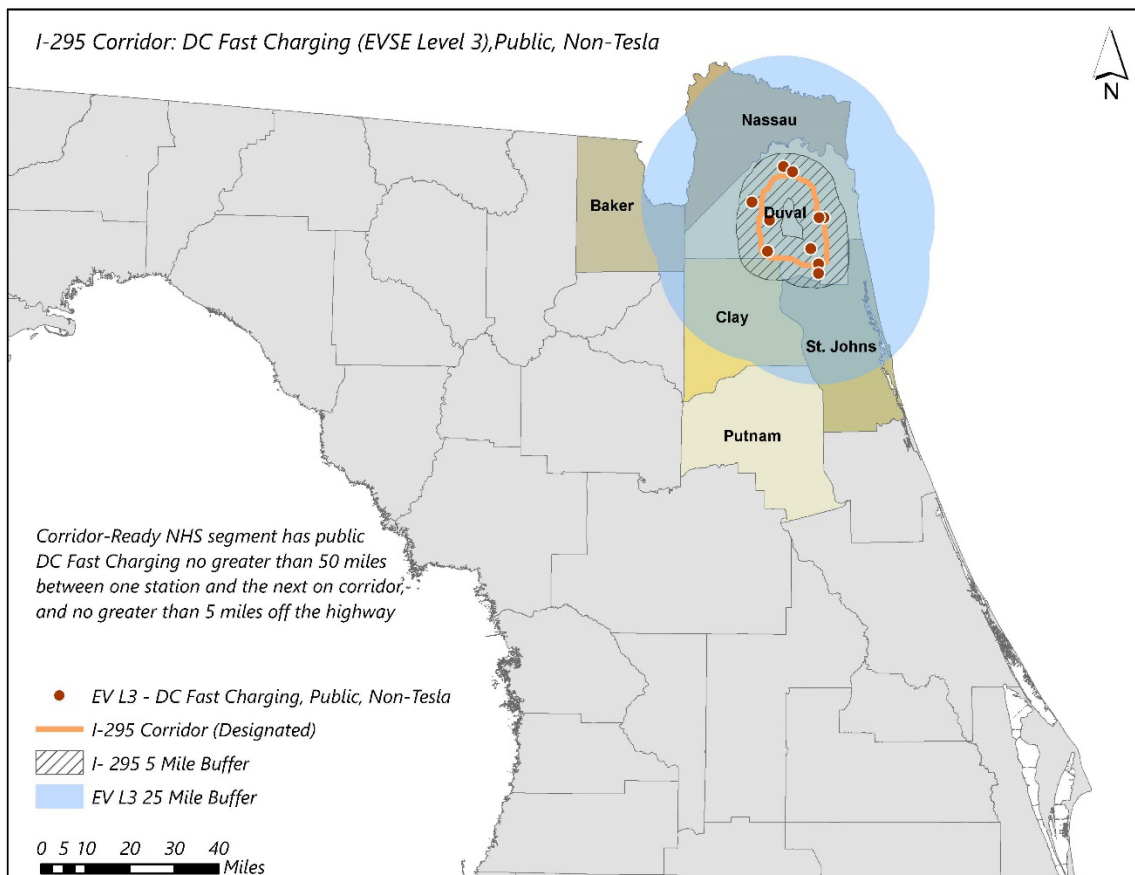 I-295 Corridor: DC Fast Charging (EVSE Level 3),Public, Non-Tesla
N
Nassau
Baker
Duval
Clay
St. Johns
Putnam
Corridor-Ready NHS segment has public
DC Fast Charging no greater than 50 miles
between one station and the next on corridor,
and no greater than 5 miles off the highway
EV L3 - DC Fast Charging, Public, Non-Tesla
I-295 Corridor (Designated)
I- 295 5 Mile Buffer
EV L3 25 Mile Buffer
0 5 10 20 30 40
Miles